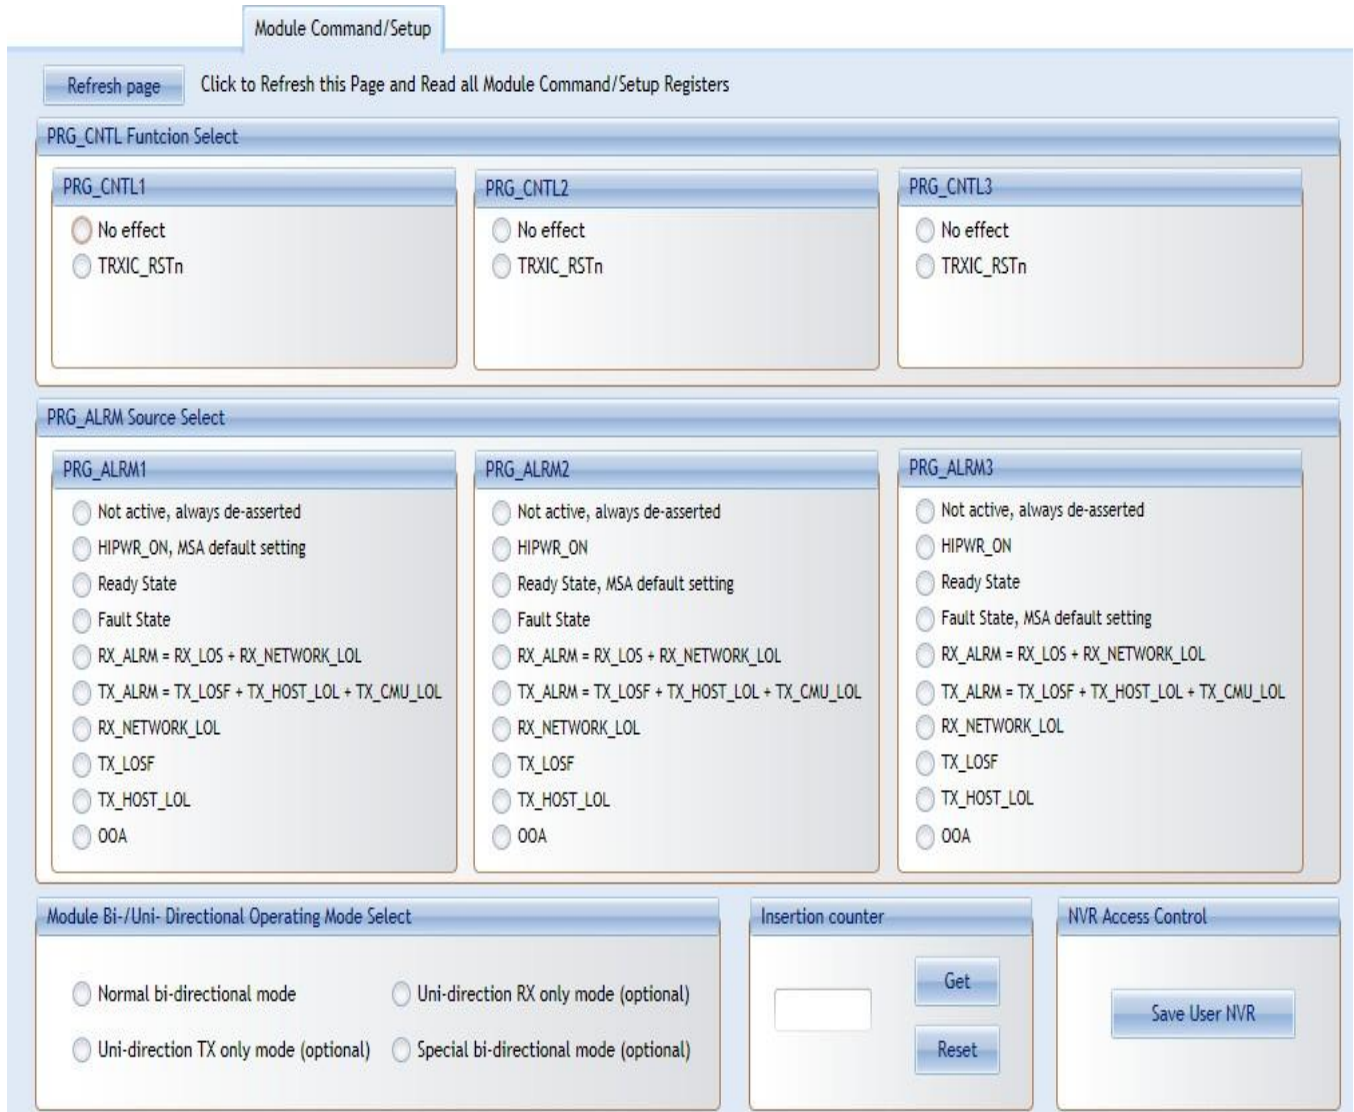 Module Command/Setup
Refresh page
Click to Refresh this Page and Read all Module Command/Setup Registers
PRG_CNTL Funtcion Select
PRG_CNTL1
No effect
TRXIC_RSTn
PRG_CNTL2
No effect
TRXIC_RSTn
PRG_CNTL3
No effect
TRXIC_RSTn
PRG_ALRM Source Select
PRG_ALRM1
Not active, always de-asserted
HIPWR_ON, MSA default setting
Ready State
Fault State
RX_ALRM = RX_LOS + RX_NETWORK_LOL
TX_ALRM = TX_LOSF + TX_HOST_LOL + TX_CMU_LOL
RX_NETWORK_LOL
TX_LOSF
TX_HOST_LOL
OOA
PRG_ALRM2
Not active, always de-asserted
HIPWR_ON
Ready State, MSA default setting
Fault State
RX_ALRM = RX_LOS + RX_NETWORK_LOL
TX_ALRM = TX_LOSF + TX_HOST_LOL + TX_CMU_LOL
RX_NETWORK_LOL
TX_LOSF
TX_HOST_LOL
OOA
PRG_ALRM3
Not active, always de-asserted
HIPWR_ON
Ready State
Fault State, MSA default setting
RX_ALRM = RX_LOS + RX_NETWORK_LOL
TX_ALRM = TX_LOSF + TX_HOST_LOL + TX_CMU_LOL
RX_NETWORK_LOL
TX_LOSF
TX_HOST_LOL
OOA
Module Bi-/Uni- Directional Operating Mode Select
Normal bi-directional mode
Uni-direction RX only mode (optional)
Uni-direction TX only mode (optional)
Special bi-directional mode (optional)
Insertion counter
Get
Reset
NVR Access Control
Save User NVR